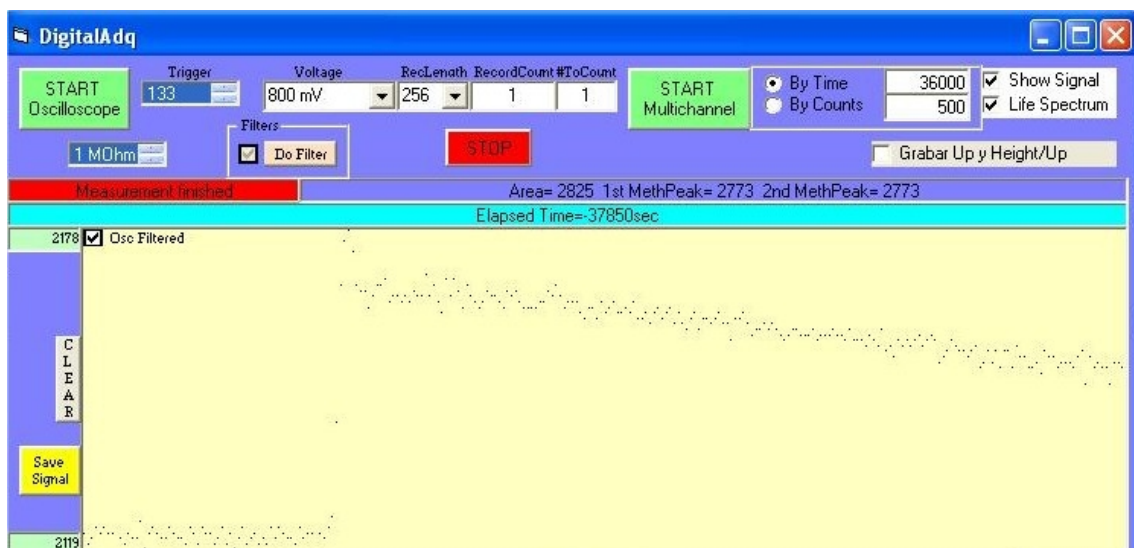 DigitalAdq
START Oscilloscope
Trigger
133
Voltage
800 mV
RecLenath
256
RecordCount
1
#ToCount
1
START Multichannel
By Time
36000
By Counts
500
Show Signal
Life Spectrum
1 MOhm
Filters
Do Filter
STOP
Grabar Up y Height/Up
Measurement finished
Area= 2825 1st MethPeak= 2773 2nd MethPeak= 2773
Elapsed Time=-37850sec
2178
Osc Filtered
CLEAR
Save Signal
2119